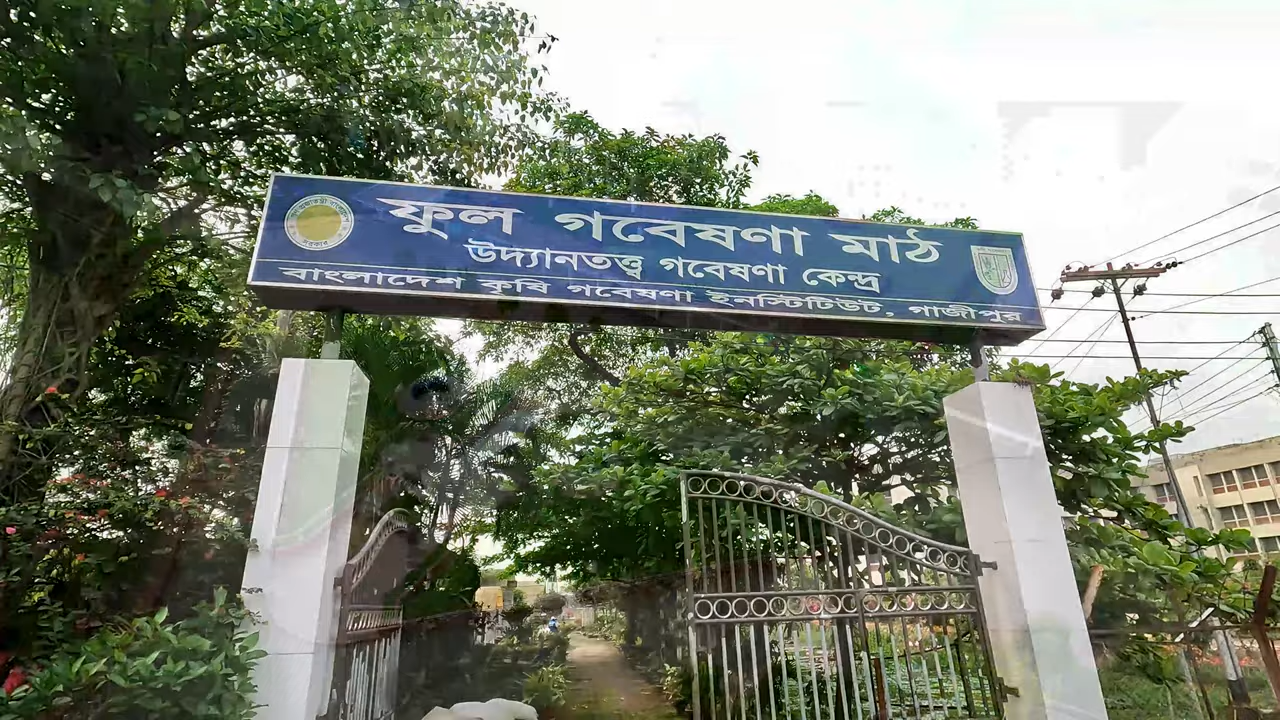 ফুল গবেষণা মাঠ
উদ্যানতত্ত্ব গবেষণা কেন্দ্র
বাংলাদেশ কৃষি গবেষণা ইনস্টিটিউট, গাজীপুর